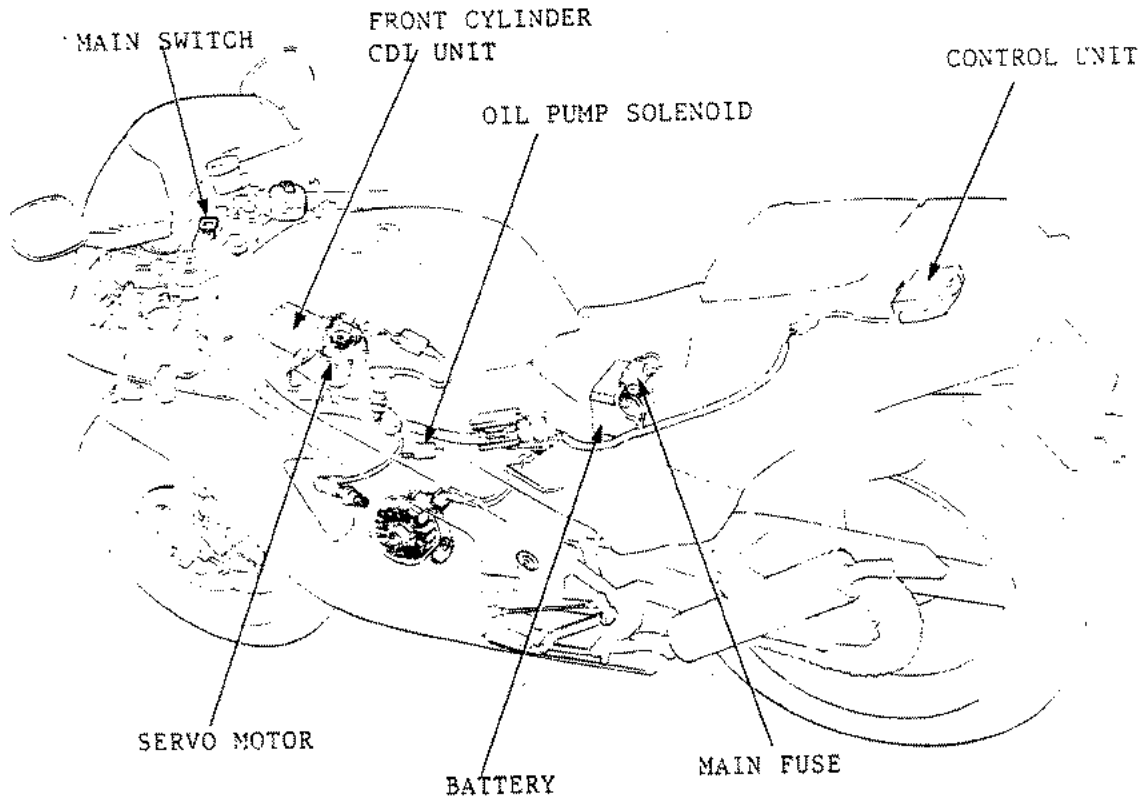 MAIN SWITCH
FRONT CYLINDER
CDI UNIT
CONTROL UNIT
OIL PUMP SOLENOID
SERVO MOTOR
BATTERY
MAIN FUSE